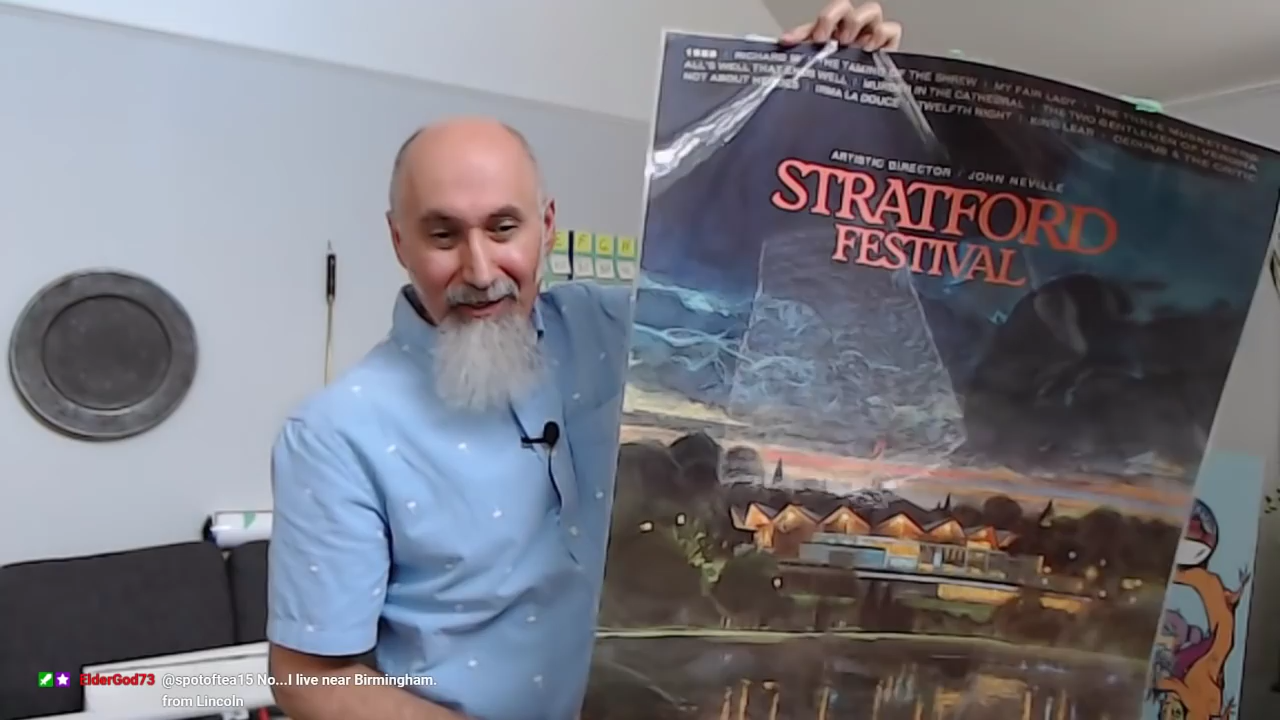 1988 | RICHARD III | THE TAMING OF THE SHREW | MY FAIR LADY | THE THREE MUSKETEERS
ALL'S WELL THAT ENDS WELL | MURDER IN THE CATHEDRAL | THE TWO GENTLEMEN OF VERONA
NOT ABOUT HEROES | IRMA LA DOUCE | TWELFTH NIGHT | KING LEAR | OEDIPUS & THE CRITIC
ARTISTIC DIRECTOR / JOHN NEVILLE
STRATFORD
FESTIVAL
E F G H
ElderGod73 @spotoftea15 No...I live near Birmingham.
from Lincoln